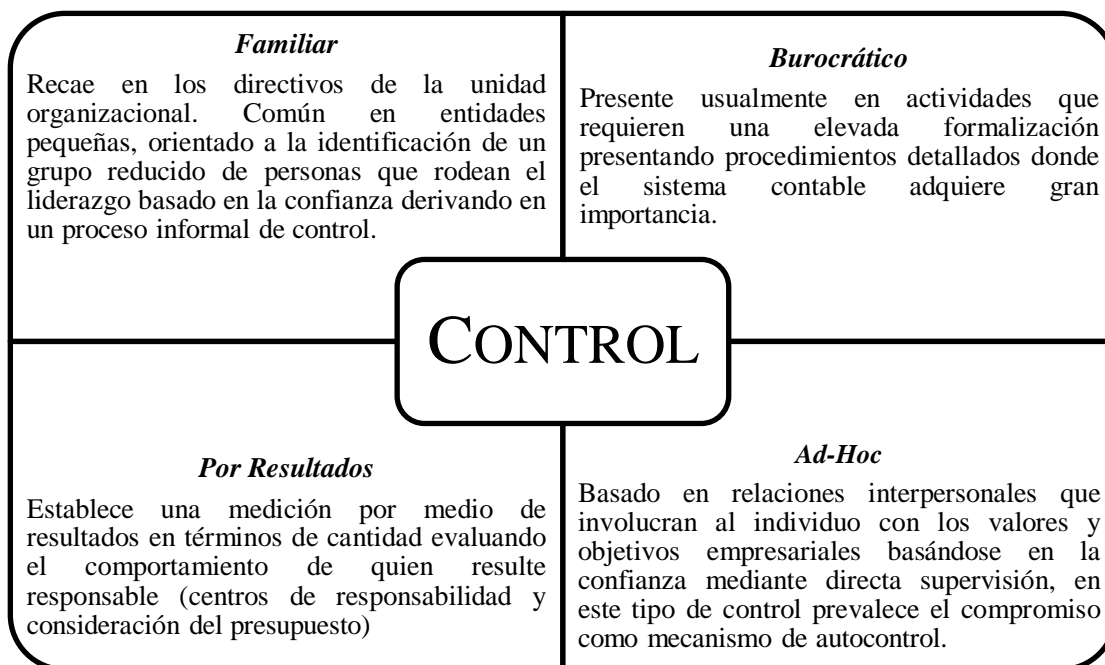 Familiar
Recae en los directivos de la unidad
organizacional. Común en entidades
pequeñas, orientado a la identificación de un
grupo reducido de personas que rodean el
liderazgo basado en la confianza derivando en
un proceso informal de control.
Burocrático
Presente usualmente en actividades que
requieren una elevada formalización
presentando procedimientos detallados donde
el sistema contable adquiere gran
importancia.
CONTROL
Por Resultados
Establece una medición por medio de
resultados en términos de cantidad evaluando
el comportamiento de quien resulte
responsable (centros de responsabilidad y
consideración del presupuesto)
Ad-Hoc
Basado en relaciones interpersonales que
involucran al individuo con los valores y
objetivos empresariales basándose en la
confianza mediante directa supervisión, en
este tipo de control prevalece el compromiso
como mecanismo de autocontrol.